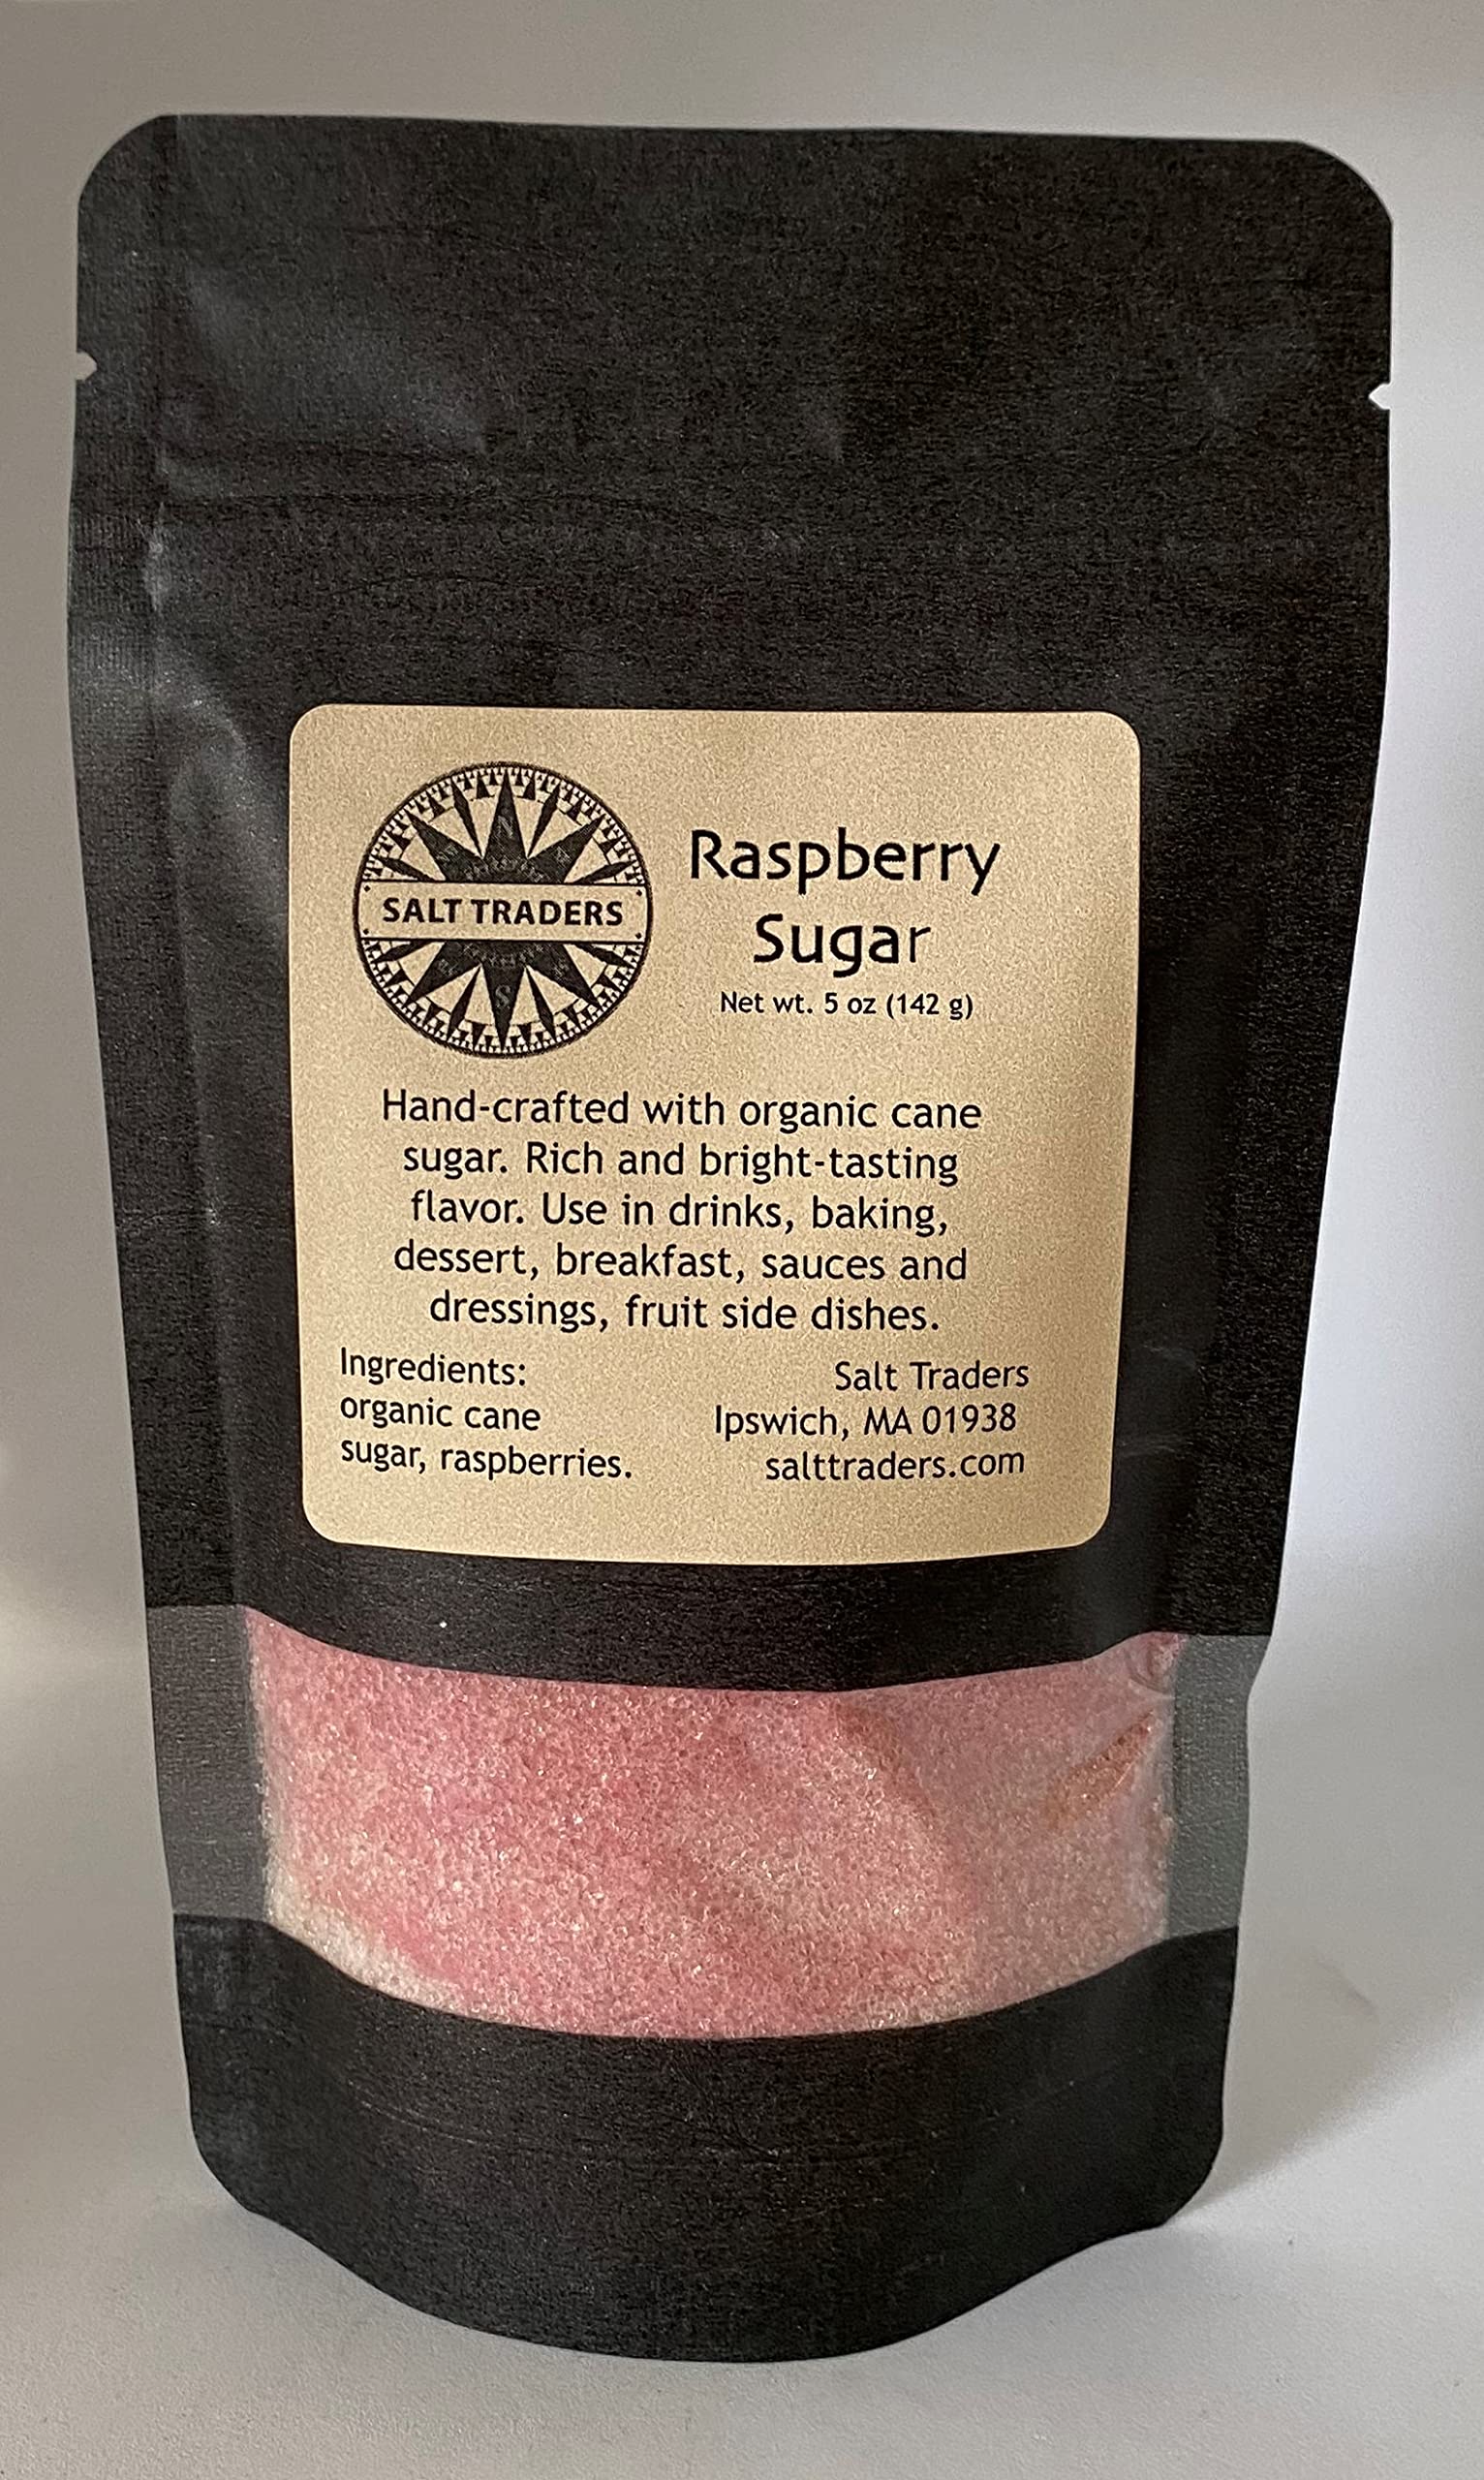 SALT TRADERS
N
S
Raspberry
Sugar
Net wt. 5 oz (142 g)
Hand-crafted with organic cane
sugar. Rich and bright-tasting
flavor. Use in drinks, baking,
dessert, breakfast, sauces and
dressings, fruit side dishes.
Ingredients:
organic cane
sugar, raspberries.
Salt Traders
Ipswich, MA 01938
salttraders.com